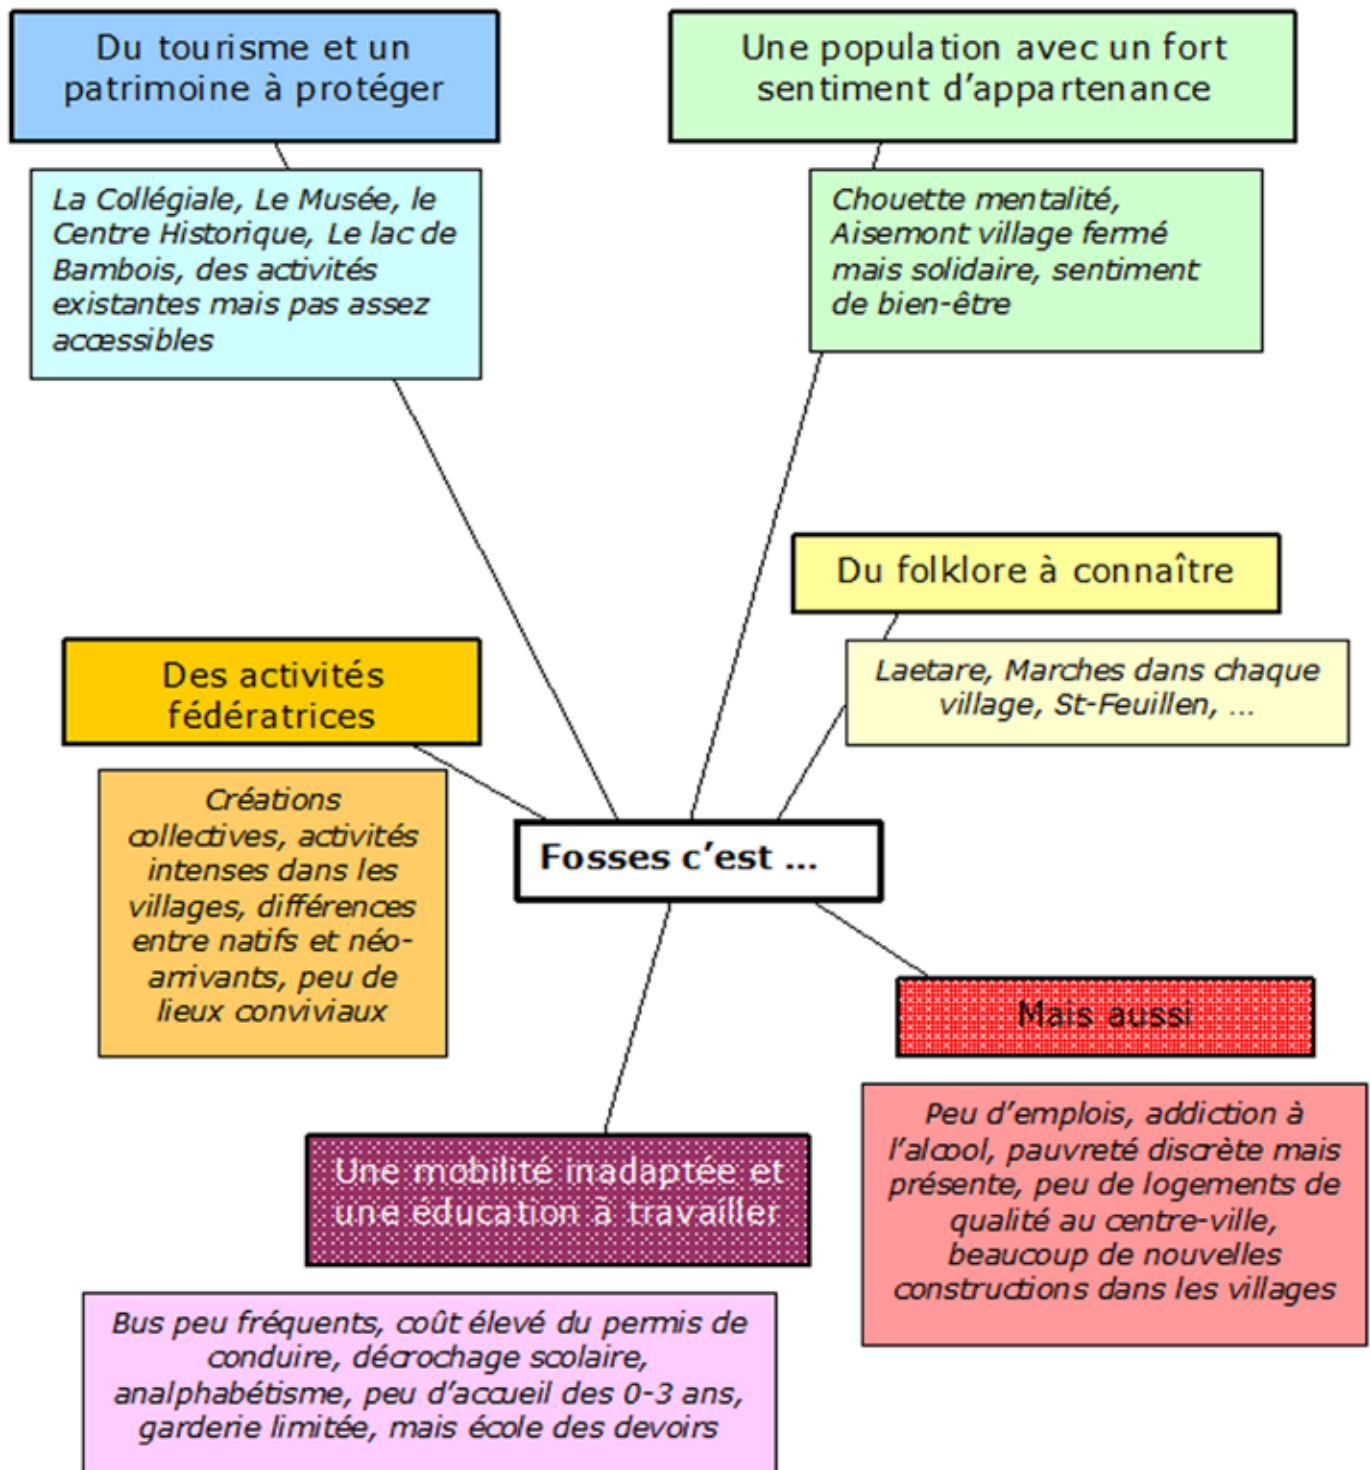 Du tourisme et un
patrimoine à protéger
La Collégiale, Le Musée, le
Centre Historique, Le lac de
Bambois, des activités
existantes mais pas assez
accessibles
Une population avec un fort
sentiment d'appartenance
Chouette mentalité,
Aisemont village fermé
mais solidaire, sentiment
de bien-être
Du folklore à connaître
Laetare, Marches dans chaque
village, St-Feuillen, ...
Des activités
fédératrices
Créations
collectives, activités
intenses dans les
villages, différences
entre natifs et néo-
arrivants, peu de
lieux conviviaux
Fosses c'est ...
Mais aussi
Peu d'emplois, addiction à
l'alcool, pauvreté discrète mais
présente, peu de logements de
qualité au centre-ville,
beaucoup de nouvelles
constructions dans les villages
Une mobilité inadaptée et
une éducation à travailler
Bus peu fréquents, coût élevé du permis de
conduire, décrochage scolaire,
analphabétisme, peu d'accueil des 0-3 ans,
garderie limitée, mais école des devoirs